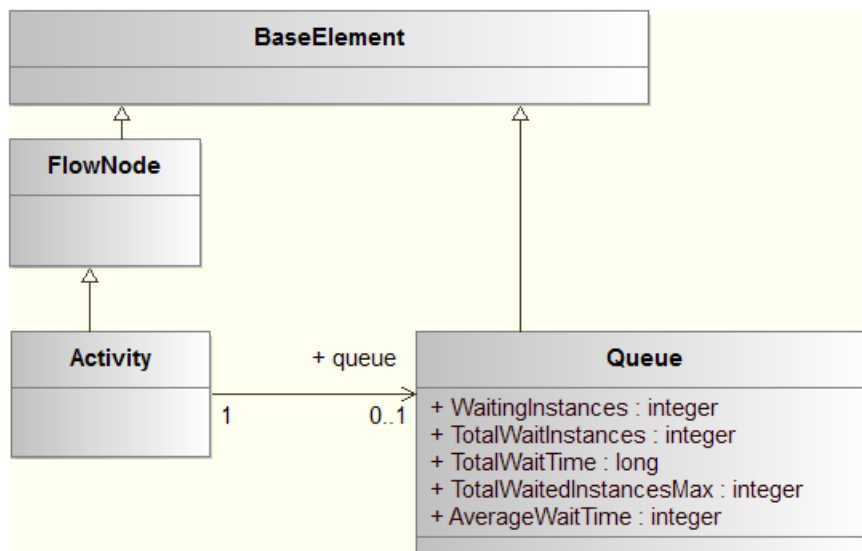 BaseElement
FlowNode
Activity
+ queue
1
0..1
Queue
+ WaitingInstances : integer
+ TotalWaitInstances : integer
+ TotalWaitTime : long
+ TotalWaitedInstancesMax : integer
+ AverageWaitTime : integer